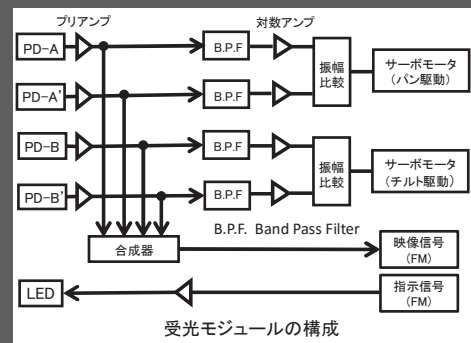 プリアンプ
対数アンプ
PD-A
B.P.F
振幅
比較
サーボモータ
(パン駆動)
PD-A’
B.P.F
PD-B
B.P.F
振幅
比較
サーボモータ
(チルト駆動)
PD-B’
B.P.F
B.P.F. Band Pass Filter
合成器
映像信号
(FM)
LED
指示信号
(FM)
受光モジュールの構成